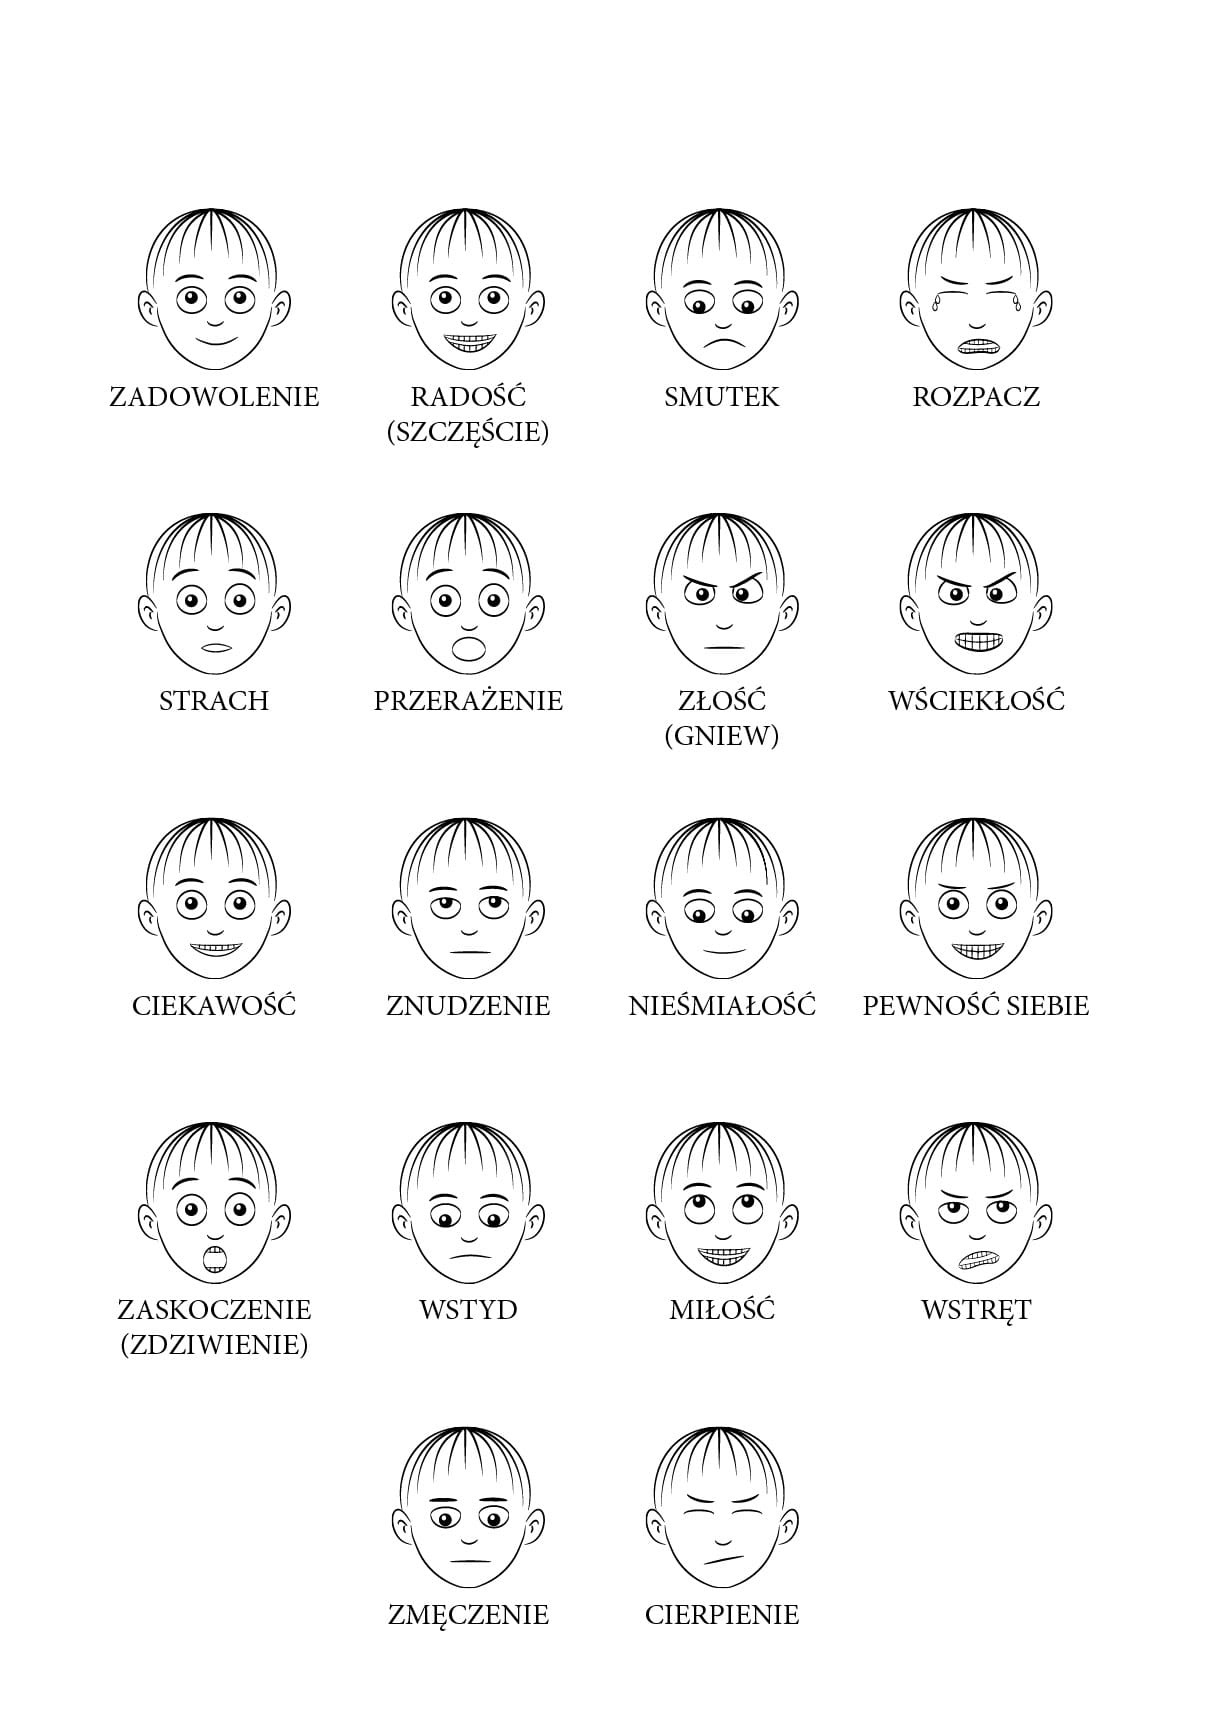 ZADOWOLENIE
RADOŚĆ
(SZCZĘŚCIE)
SMUTEK
ROZPACZ
STRACH
PRZERAŻENIE
ZŁOŚĆ
(GNIEW)
WŚCIEKŁOŚĆ
CIEKAWOŚĆ
ZNUDZENIE
NIEŚMIAŁOŚĆ
PEWNOŚĆ SIEBIE
ZASKOCZENIE
(ZDZIWIENIE)
WSTYD
MIŁOŚĆ
WSTRĘT
ZMĘCZENIE
CIERPIENIE